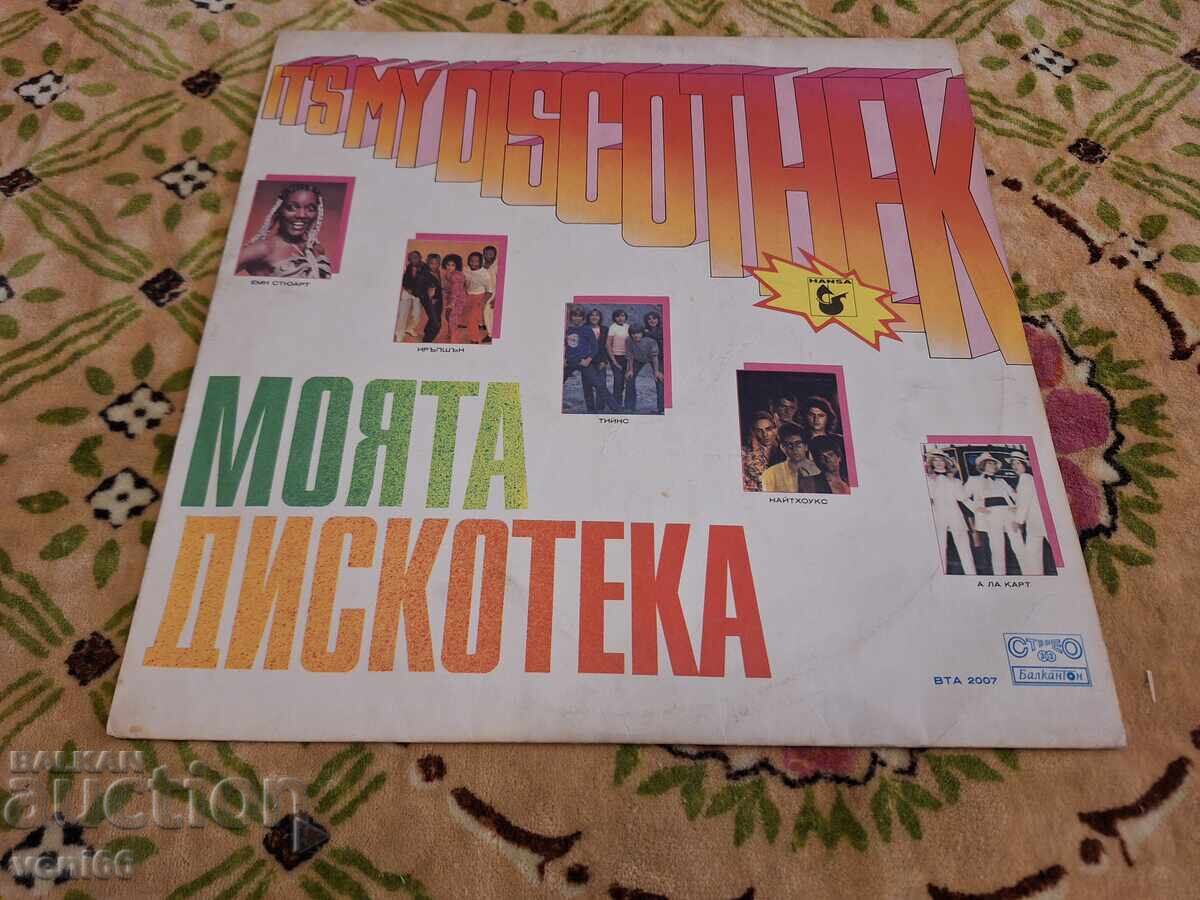 IT'S MY DISCOTHEK
HANSA
ЕМИ СТЮАРТ
ИРЪПШЪН
ТИЙНС
НАЙТХОУКС
А ЛА КАРТ
МОЯТА
ДИСКОТЕКА
ВТА 2007
СТЕРЕО
33
Балкантон
BALKAN
auction
veni66